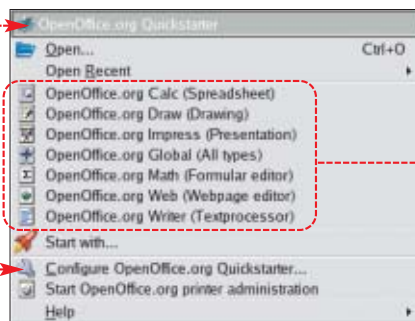 OpenOffice.org Quickstarter
Open... Ctrl+O
Open Recent
OpenOffice.org Calc (Spreadsheet)
OpenOffice.org Draw (Drawing)
OpenOffice.org Impress (Presentation)
OpenOffice.org Global (All types)
OpenOffice.org Math (Formular editor)
OpenOffice.org Web (Webpage editor)
OpenOffice.org Writer (Textprocessor)
Start with...
Configure OpenOffice.org Quickstarter...
Start OpenOffice.org printer administration
Help